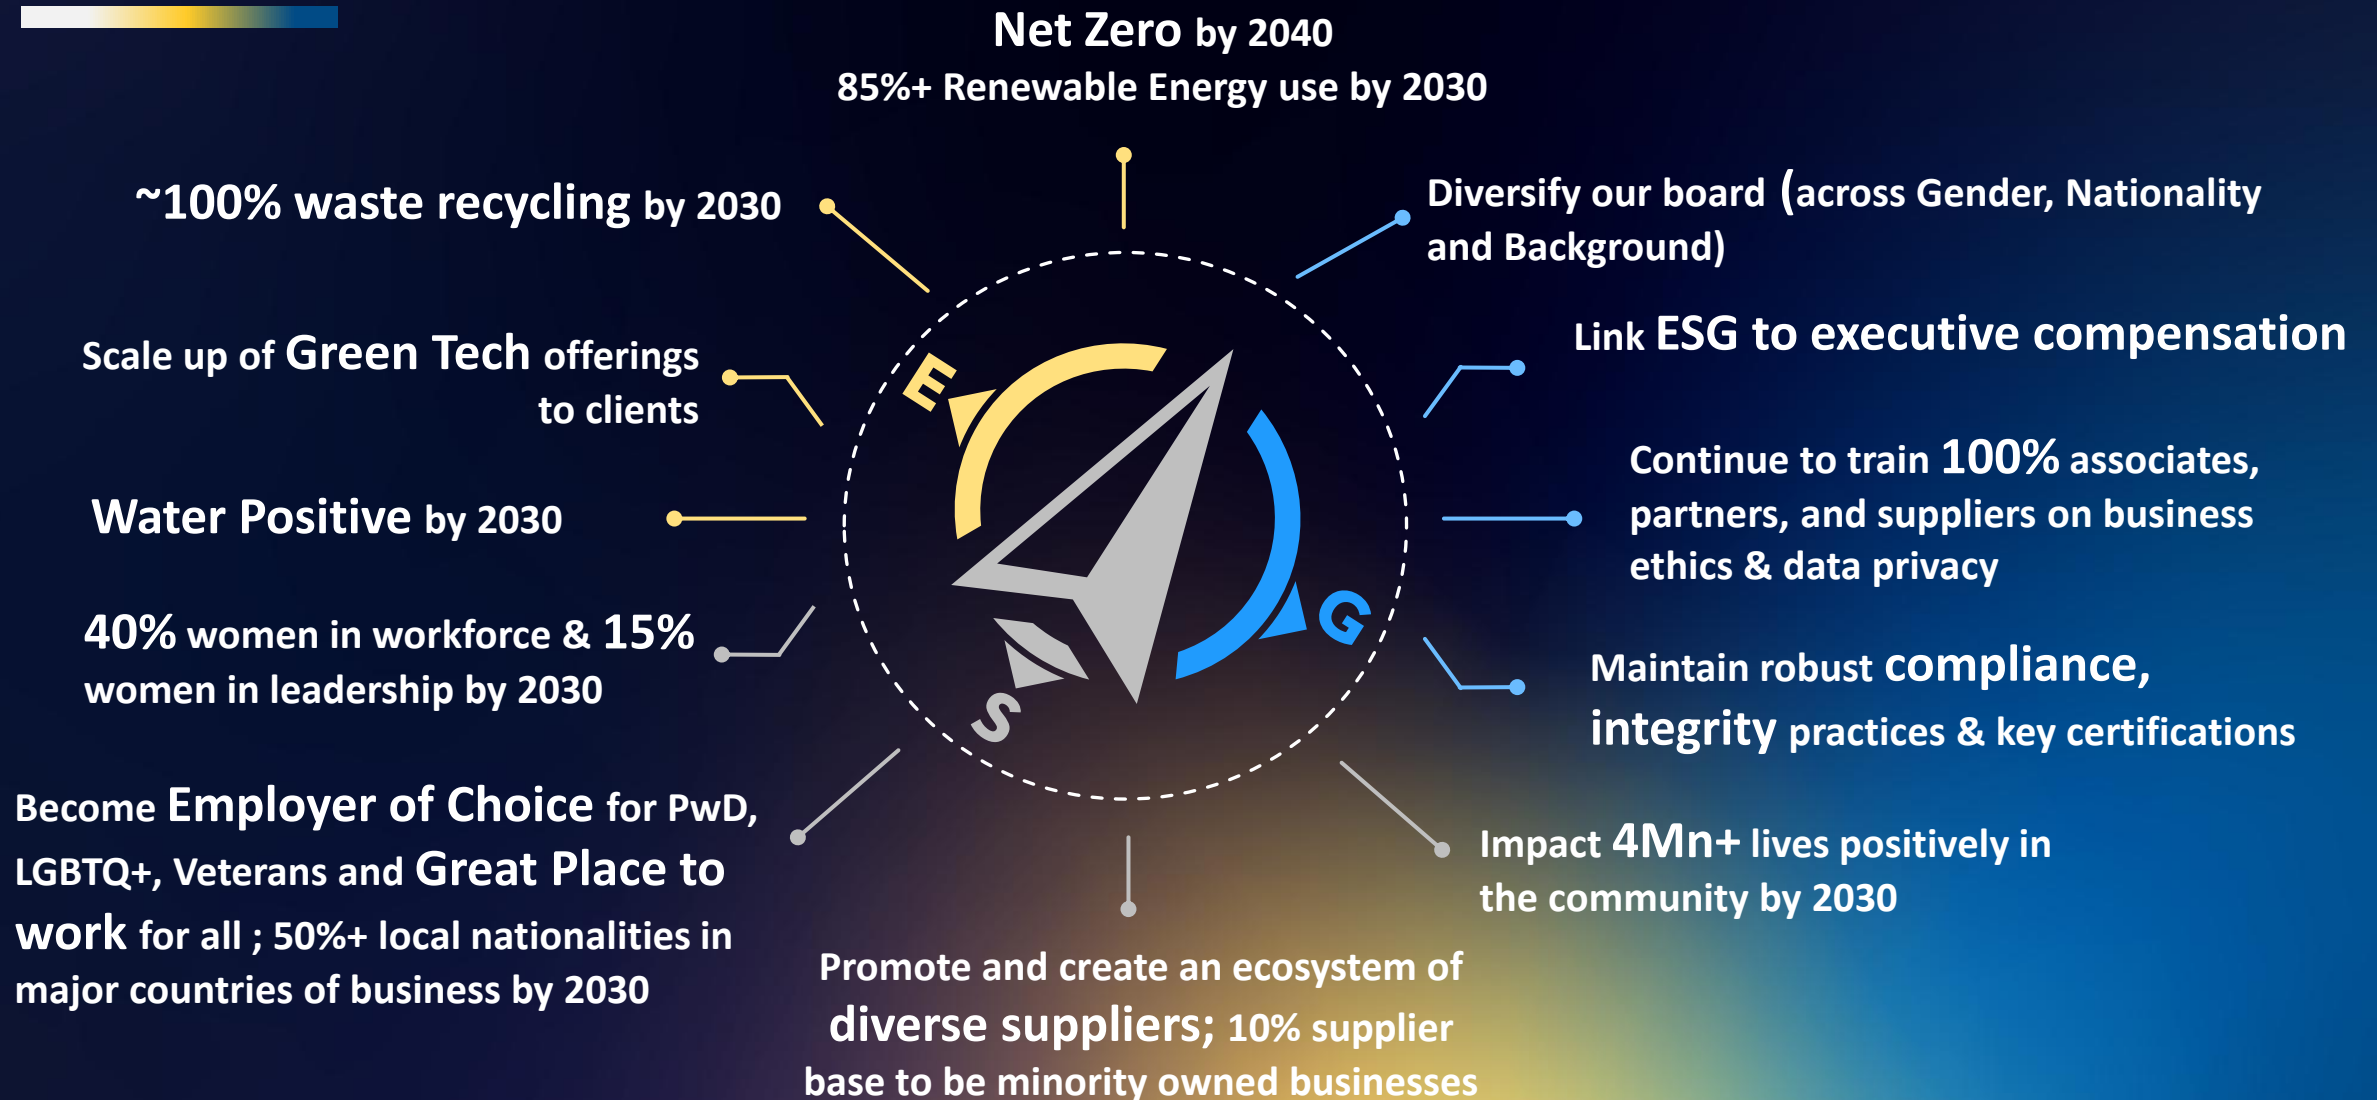 Net Zero by 2040
85%+ Renewable Energy use by 2030
~100% waste recycling by 2030
Scale up of Green Tech offerings
to clients
Water Positive by 2030
40% women in workforce & 15%
women in leadership by 2030
Become Employer of Choice for PwD,
LGBTQ+, Veterans and Great Place to
work for all ; 50%+ local nationalities in
major countries of business by 2030
E
S
G
Diversify our board (across Gender, Nationality
and Background)
Link ESG to executive compensation
Continue to train 100% associates,
partners, and suppliers on business
ethics & data privacy
Maintain robust compliance,
integrity practices & key certifications
Impact 4Mn+ lives positively in
the community by 2030
Promote and create an ecosystem of
diverse suppliers; 10% supplier
base to be minority owned businesses